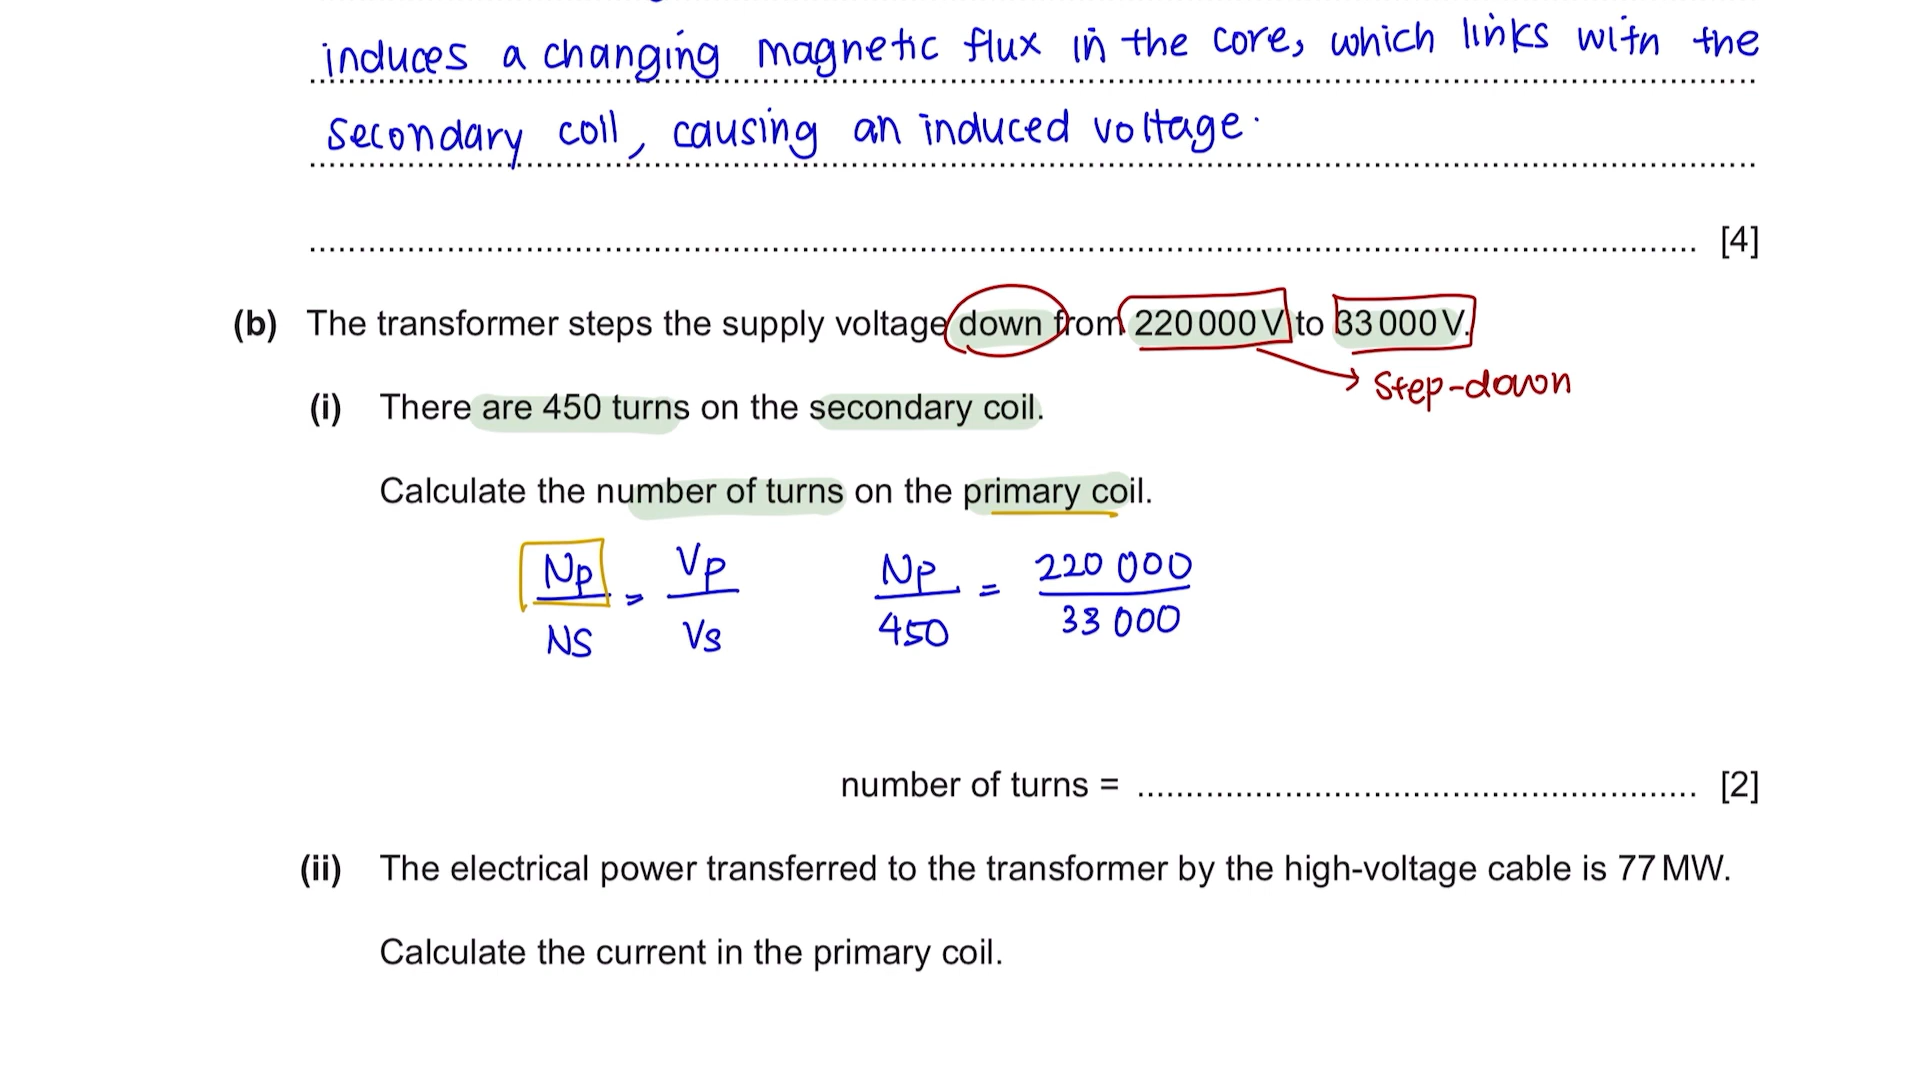 induces a changing magnetic flux in the core, which links with the
secondary coil, causing an induced voltage.
[4]
(b) The transformer steps the supply voltage down from 220 000 V to 33 000 V.
Step-down
(i) There are 450 turns on the secondary coil.
Calculate the number of turns on the primary coil.
Np/Ns = Vp/Vs Np/450 = 220 000/33 000
number of turns = ........................................................ [2]
(ii) The electrical power transferred to the transformer by the high-voltage cable is 77 MW.
Calculate the current in the primary coil.